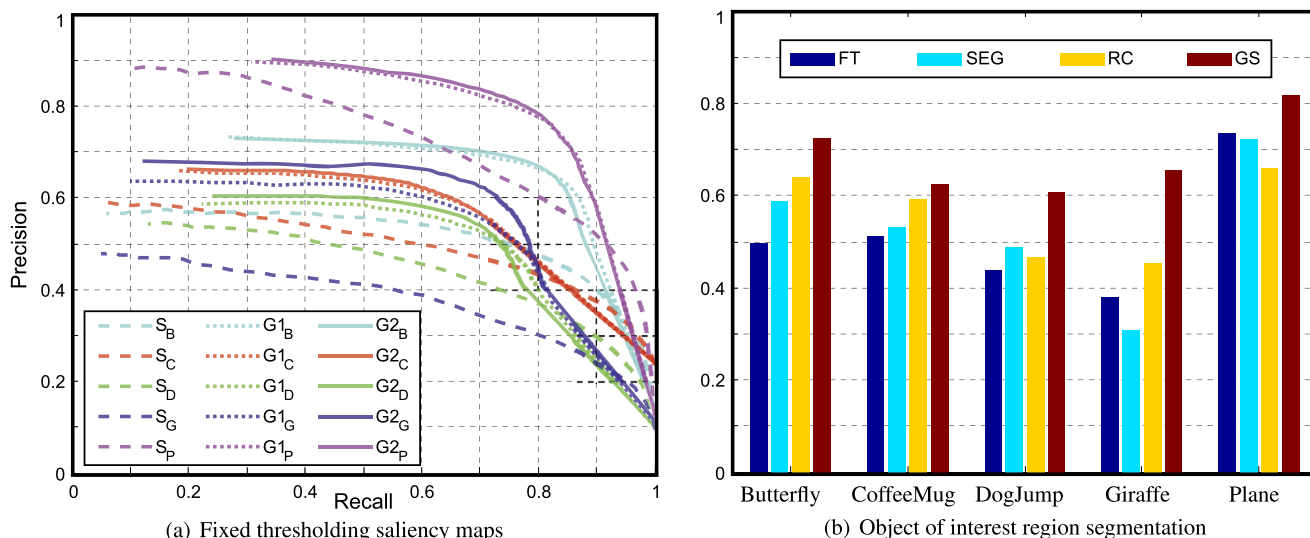 1
0.8
0.6
0.4
0.2
0
Precision
S_B G1_B G2_B
S_C G1_C G2_C
S_D G1_D G2_D
S_G G1_G G2_G
S_P G1_P G2_P
0 0.2 0.4 0.6 0.8 1
Recall
(a) Fixed thresholding saliency maps
1
0.8
0.6
0.4
0.2
0
FT SEG RC GS
Butterfly CoffeeMug DogJump Giraffe Plane
(b) Object of interest region segmentation